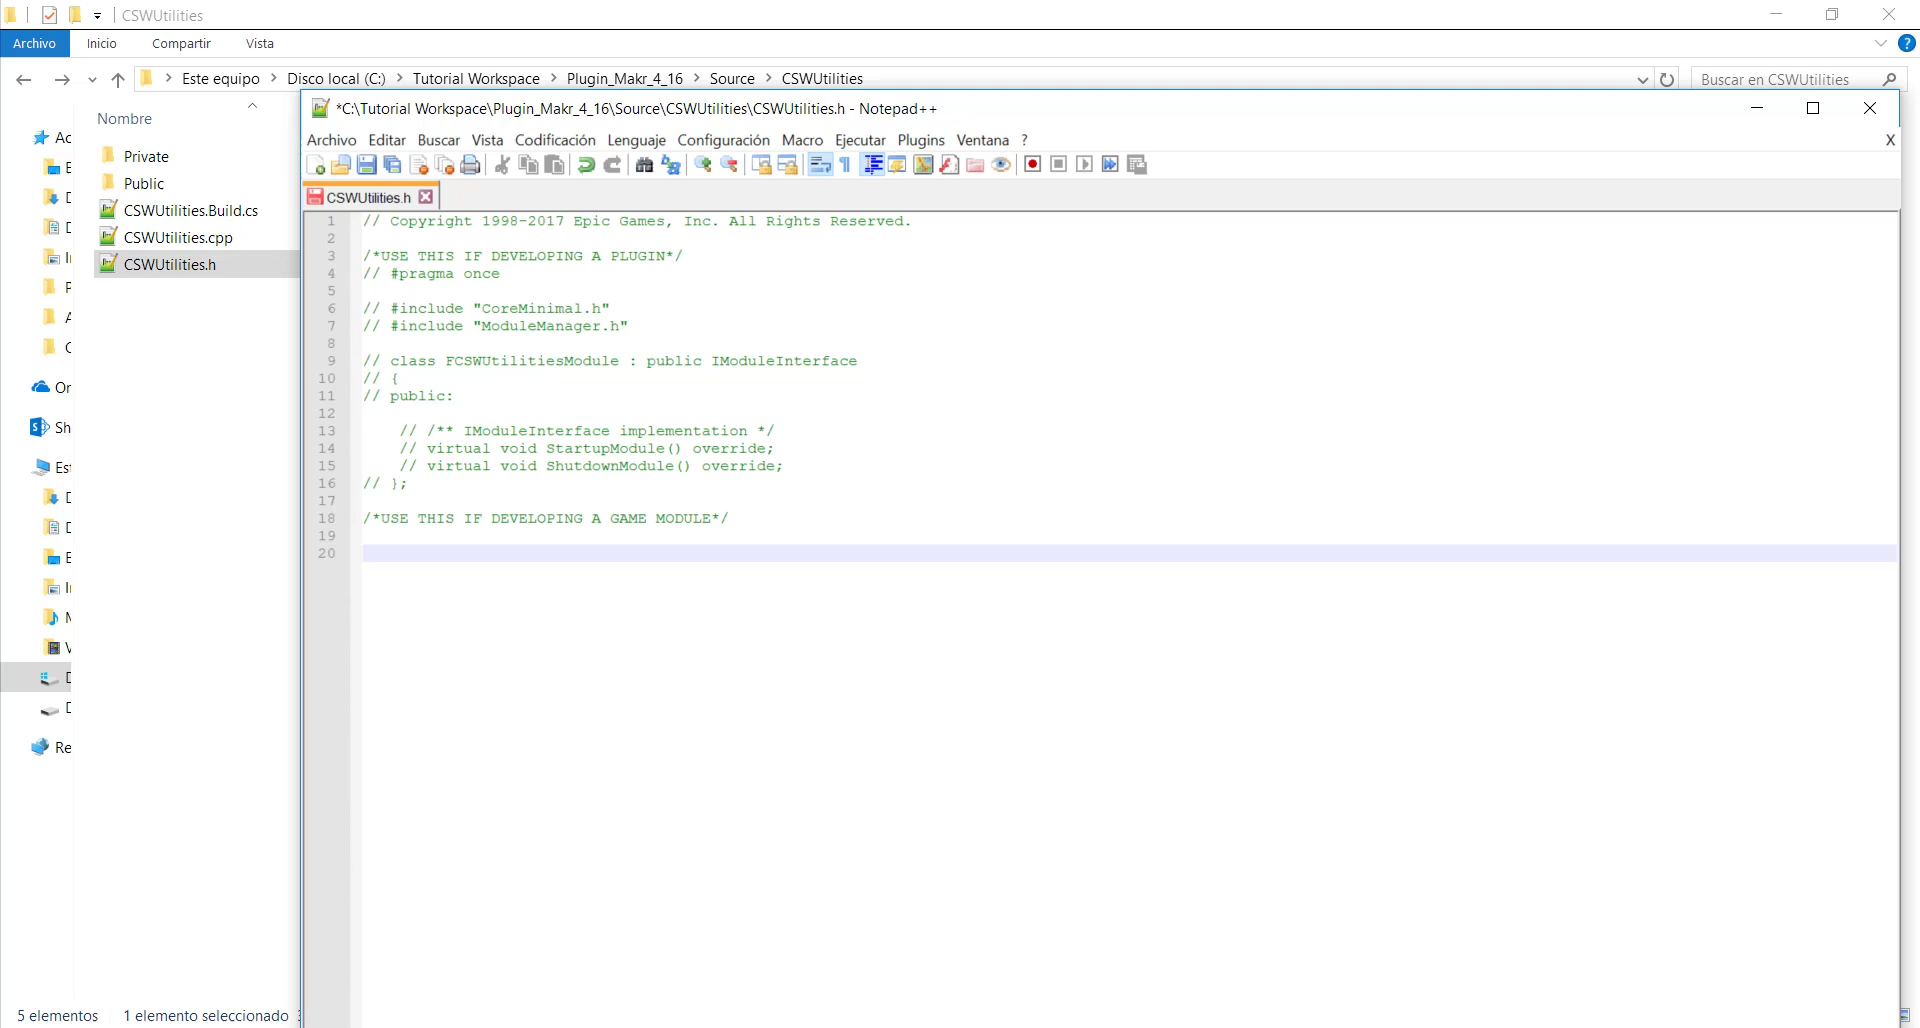 CSWUtilities
Archivo Inicio Compartir Vista
Este equipo Disco local (C:) Tutorial Workspace Plugin_Makr_4_16 Source CSWUtilities
Buscar en CSWUtilities
Nombre
Private
Public
CSWUtilities.Build.cs
CSWUtilities.cpp
CSWUtilities.h
*C:\Tutorial Workspace\Plugin_Makr_4_16\Source\CSWUtilities\CSWUtilities.h - Notepad++
Archivo Editar Buscar Vista Codificación Lenguaje Configuración Macro Ejecutar Plugins Ventana ? X
CSWUtilities.h
1 // Copyright 1998-2017 Epic Games, Inc. All Rights Reserved.
2
3 /*USE THIS IF DEVELOPING A PLUGIN*/
4 // #pragma once
5
6 // #include "CoreMinimal.h"
7 // #include "ModuleManager.h"
8
9 // class FCSWUtilitiesModule : public IModuleInterface
10 // {
11 // public:
12
13 // /** IModuleInterface implementation */
14 // virtual void StartupModule() override;
15 // virtual void ShutdownModule() override;
16 // };
17
18 /*USE THIS IF DEVELOPING A GAME MODULE*/
19
20
5 elementos 1 elemento seleccionado